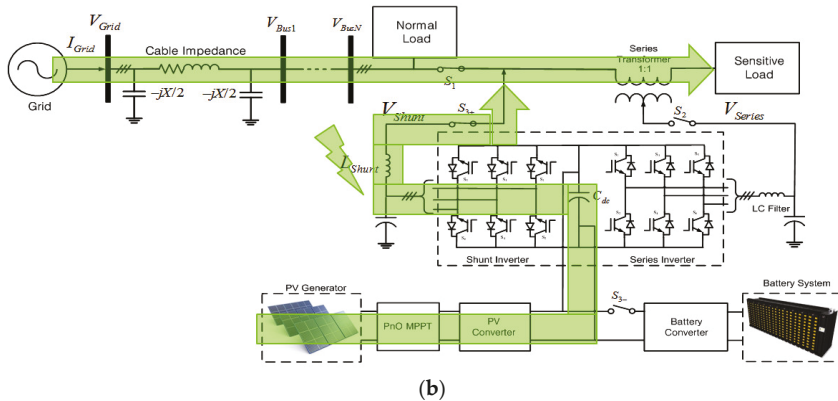 V_Grid
V_Bus1
V_BusN
Normal
Load
I_Grid
Cable Impedance
Series
Transformer
1:1
Sensitive
Load
S_1
Grid
-jX/2
-jX/2
V_Shunt
S_3+
S_2
V_Series
L_Shunt
C_dc
LC Filter
Shunt Inverter
Series Inverter
PV Generator
Battery System
PnO MPPT
PV
Converter
S_3-
Battery
Converter
(b)